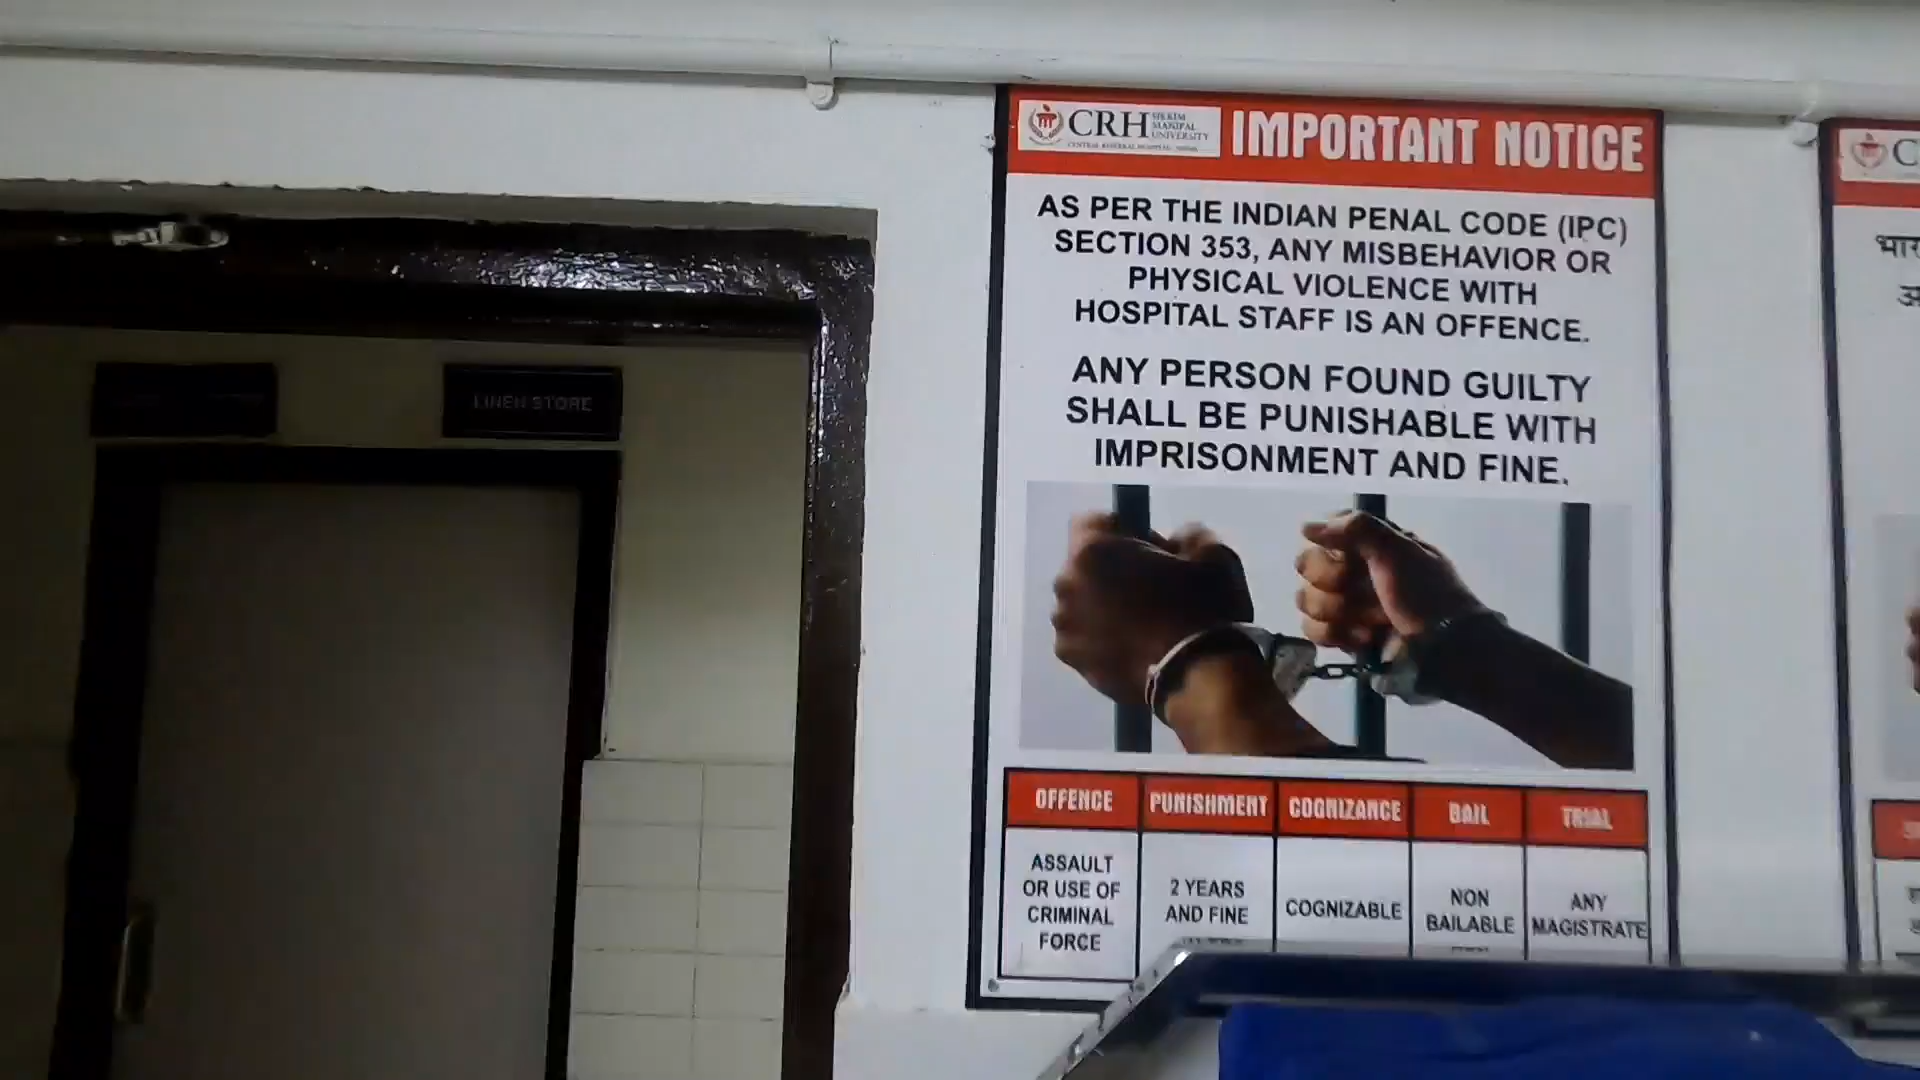 LINEN STORE
CRH
SIKKIM
MANIPAL
UNIVERSITY
CENTRAL REFERRAL HOSPITAL
IMPORTANT NOTICE
AS PER THE INDIAN PENAL CODE (IPC)
SECTION 353, ANY MISBEHAVIOR OR
PHYSICAL VIOLENCE WITH
HOSPITAL STAFF IS AN OFFENCE.
ANY PERSON FOUND GUILTY
SHALL BE PUNISHABLE WITH
IMPRISONMENT AND FINE.
OFFENCE PUNISHMENT COGNIZANCE BAIL TRIAL
ASSAULT
OR USE OF
CRIMINAL
FORCE
2 YEARS
AND FINE
COGNIZABLE
NON
BAILABLE
ANY
MAGISTRATE
C
भार